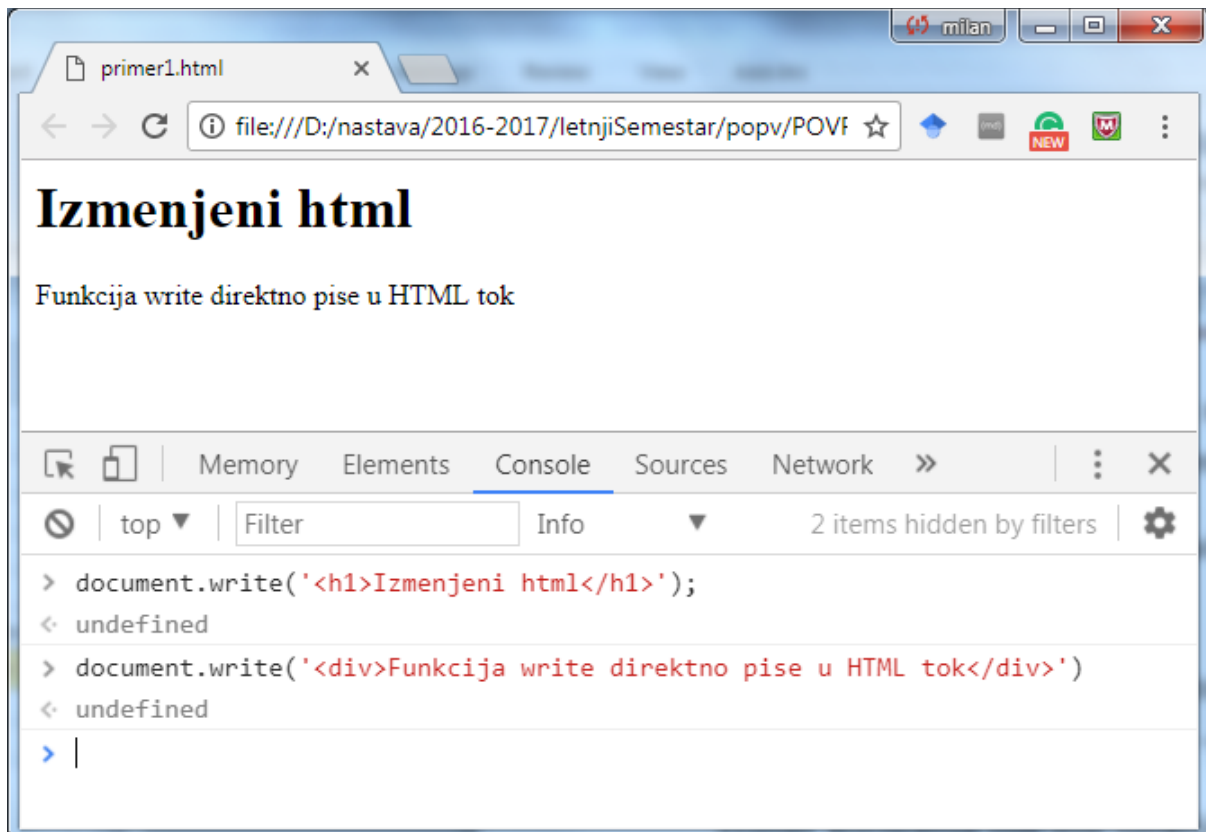 milan
primer1.html
file:///D:/nastava/2016-2017/letnjiSemestar/popv/POVF
NEW
Izmenjeni html
Funkcija write direktno pise u HTML tok
Memory Elements Console Sources Network »
top ▼ Filter Info ▼ 2 items hidden by filters
> document.write('<h1>Izmenjeni html</h1>');
<· undefined
> document.write('<div>Funkcija write direktno pise u HTML tok</div>')
<· undefined
>